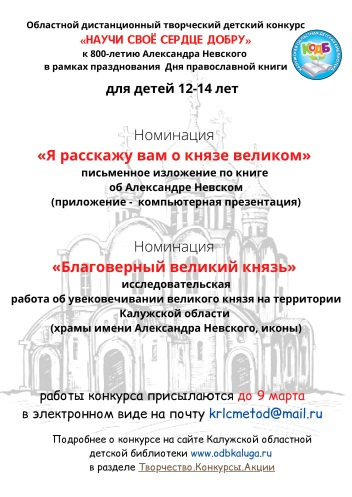 Областной дистанционный творческий детский конкурс
«НАУЧИ СВОЁ СЕРДЦЕ ДОБРУ»
к 800-летию Александра Невского
в рамках празднования Дня православной книги
КОДБ
для детей 12-14 лет
Номинация
«Я расскажу вам о князе великом»
письменное изложение по книге
об Александре Невском
(приложение - компьютерная презентация)
Номинация
«Благоверный великий князь»
исследовательская
работа об увековечивании великого князя на территории
Калужской области
(храмы имени Александра Невского, иконы)
работы конкурса присылаются до 9 марта
в электронном виде на почту krlcmetod@mail.ru
Подробнее о конкурсе на сайте Калужской областной
детской библиотеки www.odbkaluga.ru
в разделе Творчество.Конкурсы.Акции